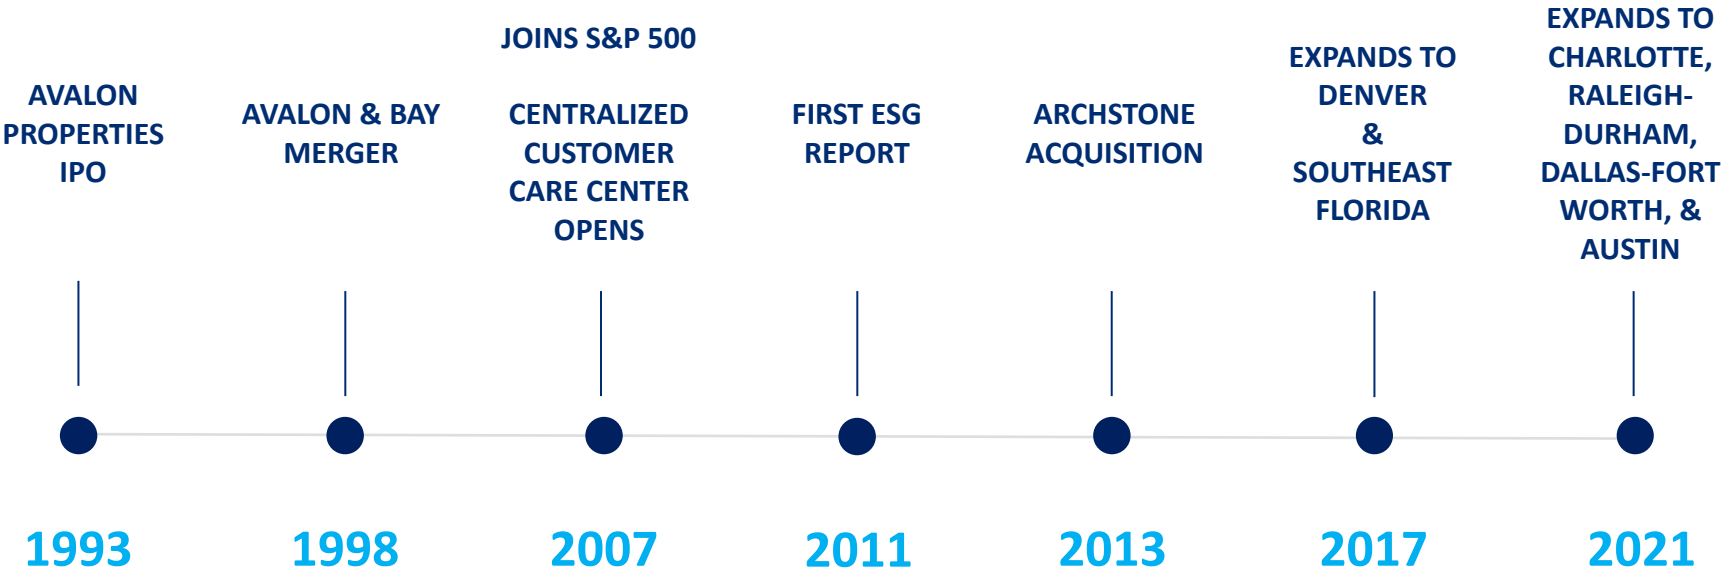 AVALON
PROPERTIES
IPO
AVALON & BAY
MERGER
JOINS S&P 500
CENTRALIZED
CUSTOMER
CARE CENTER
OPENS
FIRST ESG
REPORT
ARCHSTONE
ACQUISITION
EXPANDS TO
DENVER
&
SOUTHEAST
FLORIDA
EXPANDS TO
CHARLOTTE,
RALEIGH-
DURHAM,
DALLAS-FORT
WORTH, &
AUSTIN
1993
1998
2007
2011
2013
2017
2021